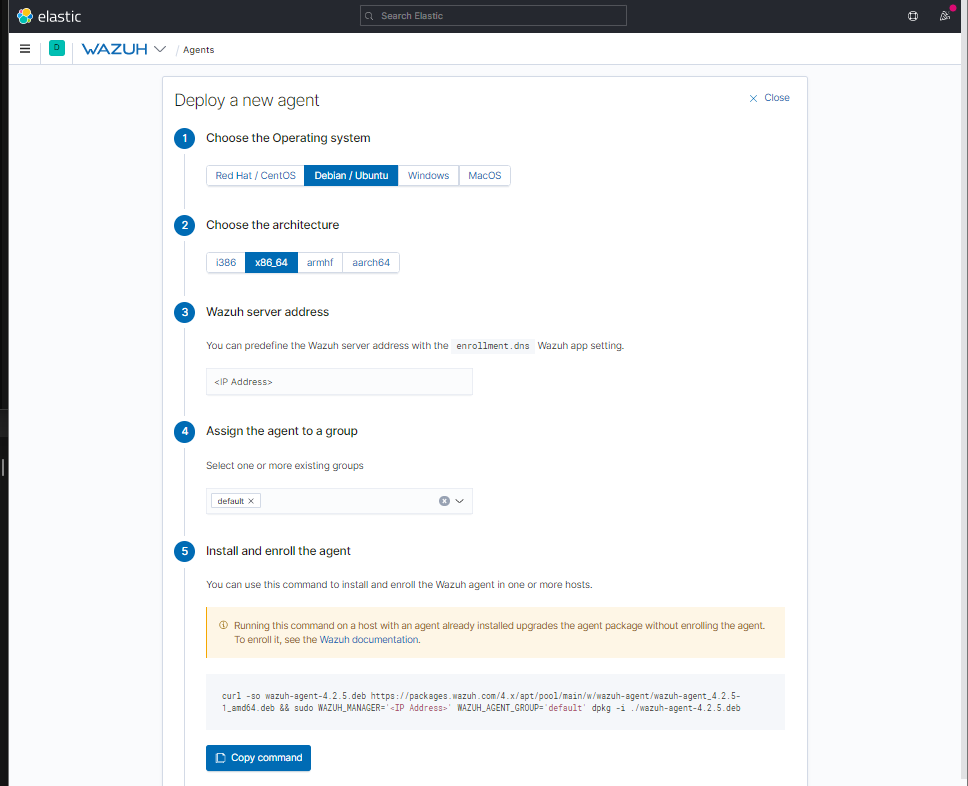 elastic
Search Elastic
D
WAZUH
/ Agents
Deploy a new agent
Close
1 Choose the Operating system
Red Hat / CentOS Debian / Ubuntu Windows MacOS
2 Choose the architecture
i386 x86_64 armhf aarch64
3 Wazuh server address
You can predefine the Wazuh server address with the enrollment.dns Wazuh app setting.
<IP Address>
4 Assign the agent to a group
Select one or more existing groups
default
5 Install and enroll the agent
You can use this command to install and enroll the Wazuh agent in one or more hosts.
Running this command on a host with an agent already installed upgrades the agent package without enrolling the agent.
To enroll it, see the Wazuh documentation.
curl -so wazuh-agent-4.2.5.deb https://packages.wazuh.com/4.x/apt/pool/main/w/wazuh-agent/wazuh-agent_4.2.5-
1_amd64.deb && sudo WAZUH_MANAGER='<IP Address>' WAZUH_AGENT_GROUP='default' dpkg -i ./wazuh-agent-4.2.5.deb
Copy command